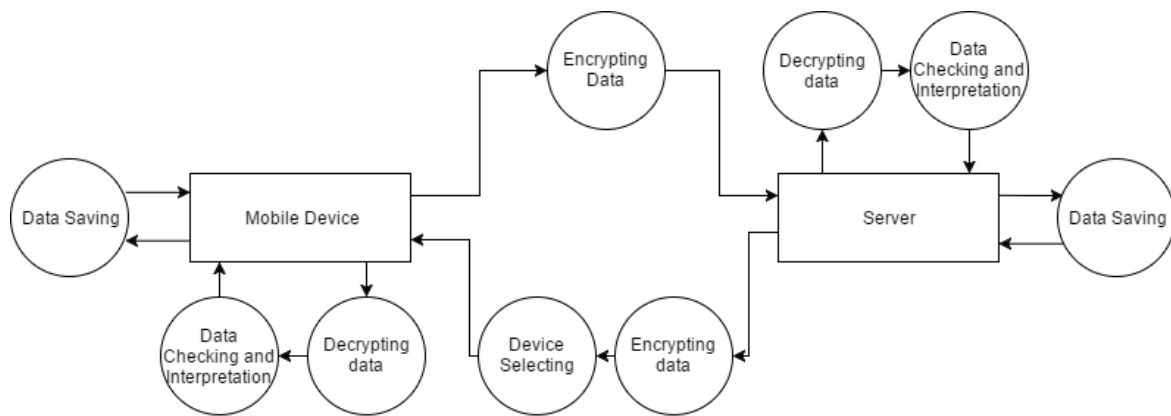 Encrypting
Data
Decrypting
data
Data
Checking and
Interpretation
Data Saving
Mobile Device
Server
Data Saving
Data
Checking and
Interpretation
Decrypting
data
Device
Selecting
Encrypting
data